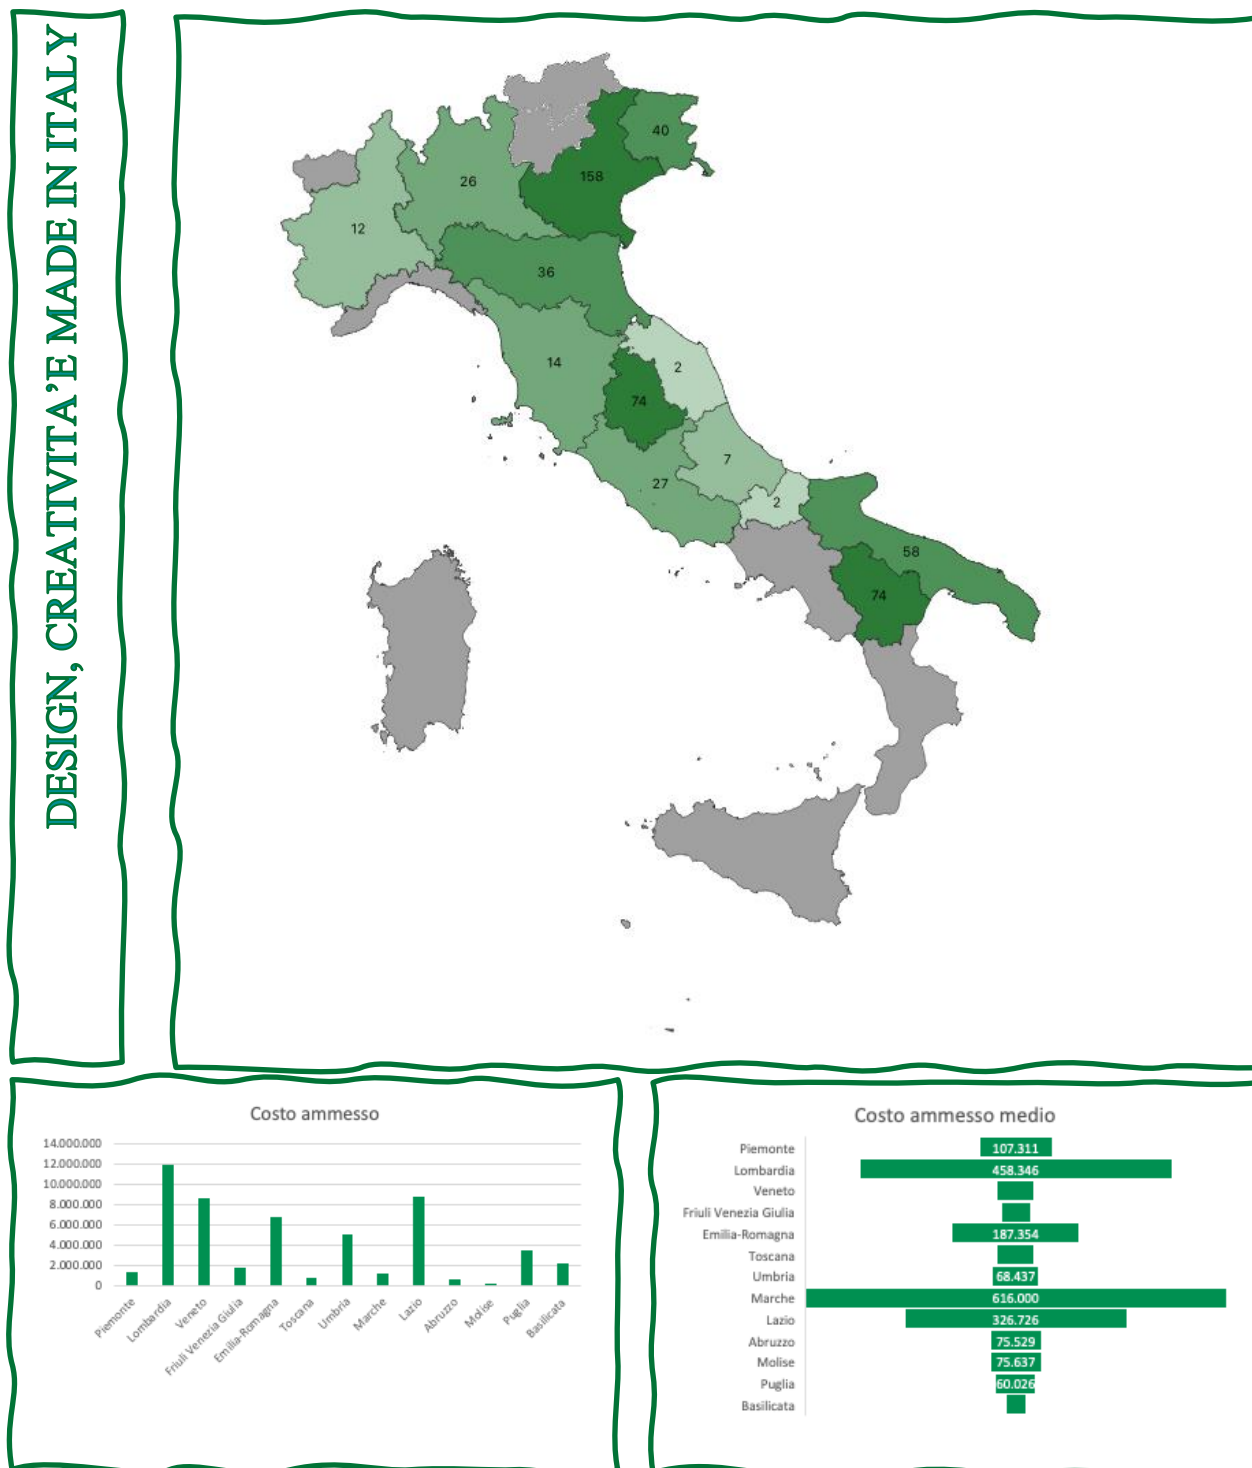 DESIGN, CREATIVITA'E MADE IN ITALY
40
158
26
12
36
14
2
74
7
27
2
58
74
Costo ammesso
14.000.000
12.000.000
10.000.000
8.000.000
6.000.000
4.000.000
2.000.000
0
Piemonte
Lombardia
Veneto
Friuli Venezia Giulia
Emilia-Romagna
Toscana
Umbria
Marche
Lazio
Abruzzo
Molise
Puglia
Basilicata
Costo ammesso medio
Piemonte 107.311
Lombardia 458.346
Veneto
Friuli Venezia Giulia
Emilia-Romagna 187.354
Toscana
Umbria 68.437
Marche 616.000
Lazio 326.726
Abruzzo 75.529
Molise 75.637
Puglia 60.026
Basilicata